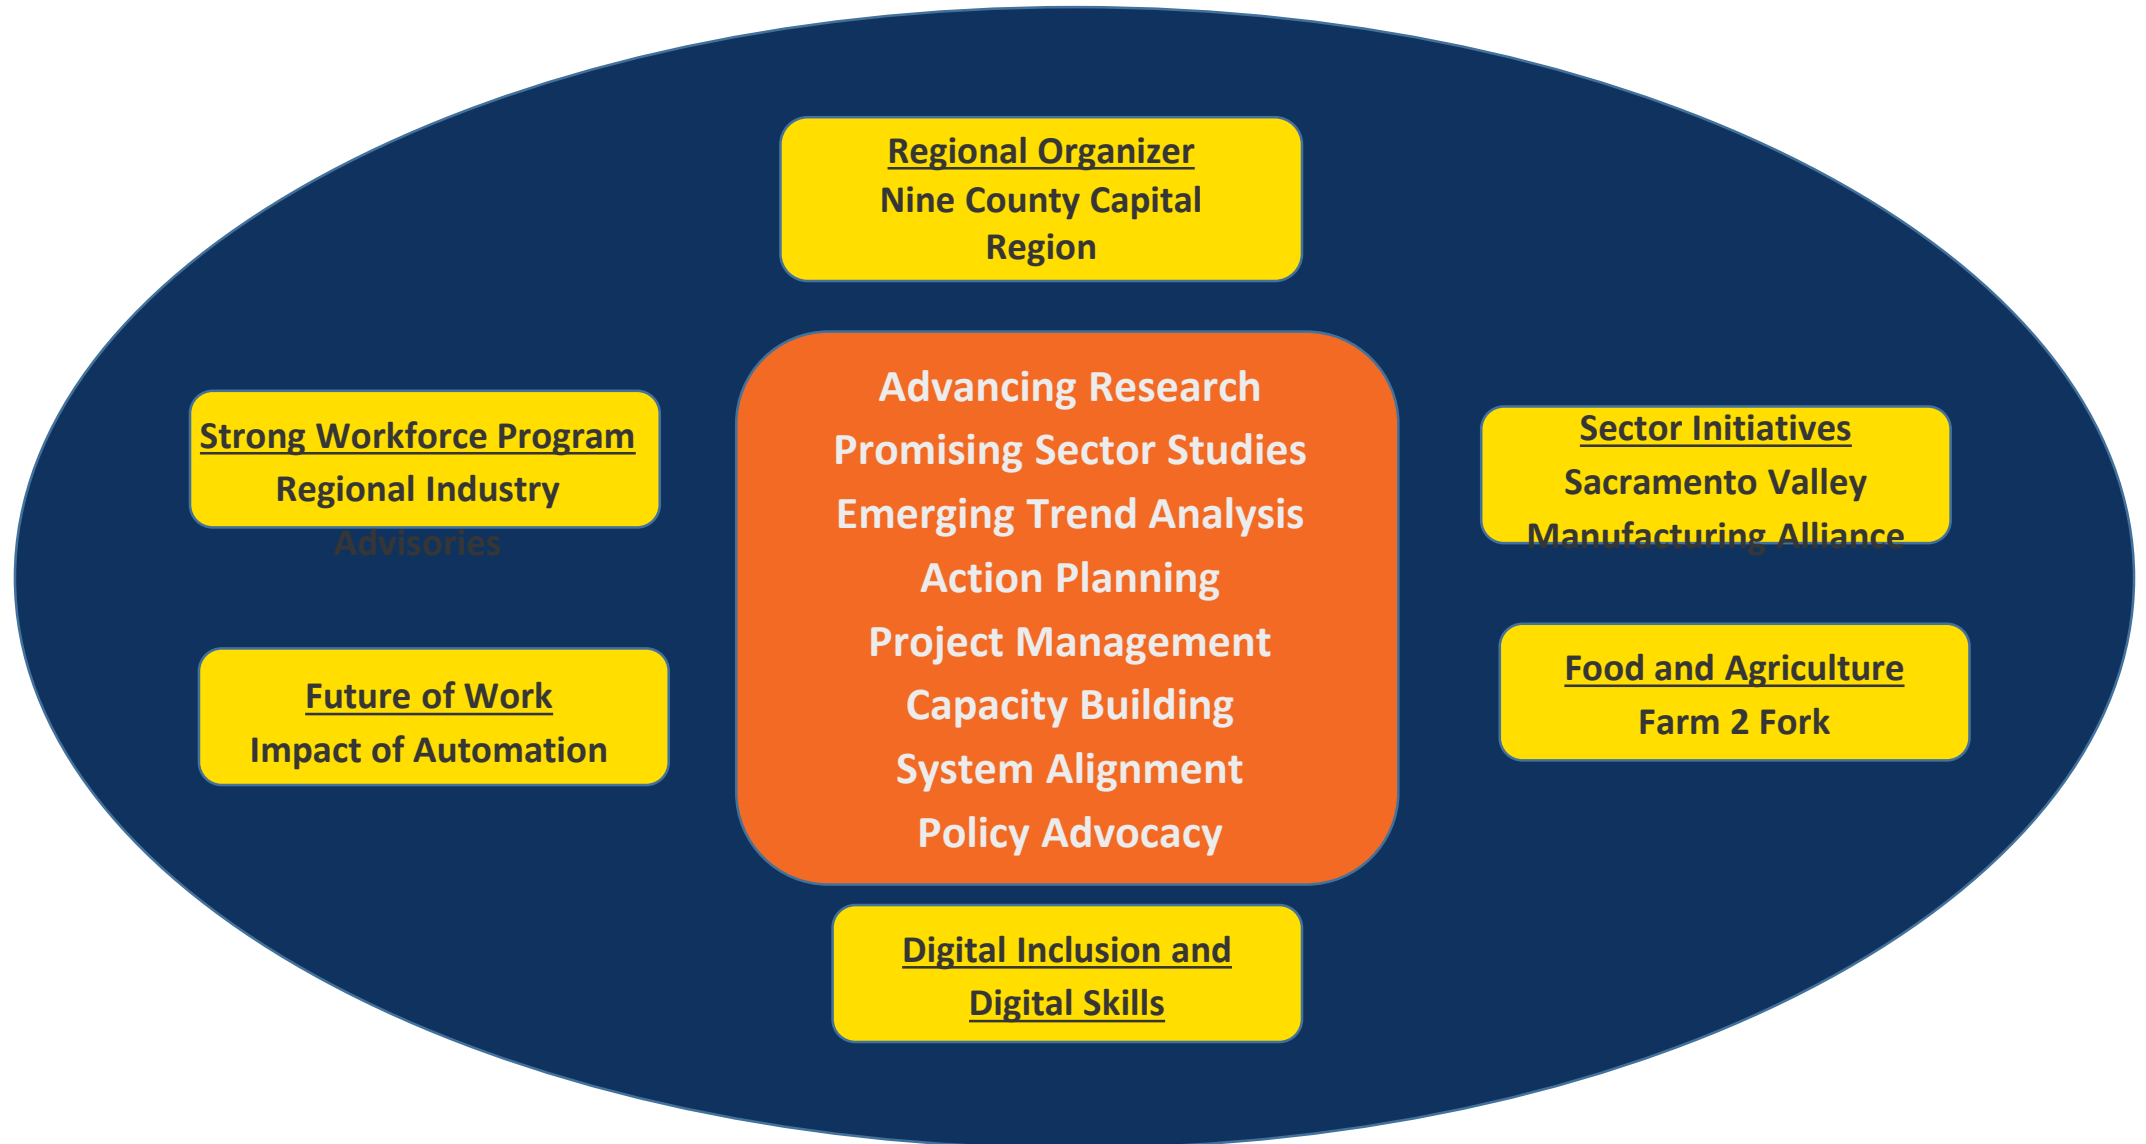 Regional Organizer
Nine County Capital
Region
Strong Workforce Program
Regional Industry
Advisories
Future of Work
Impact of Automation
Advancing Research
Promising Sector Studies
Emerging Trend Analysis
Action Planning
Project Management
Capacity Building
System Alignment
Policy Advocacy
Sector Initiatives
Sacramento Valley
Manufacturing Alliance
Food and Agriculture
Farm 2 Fork
Digital Inclusion and
Digital Skills